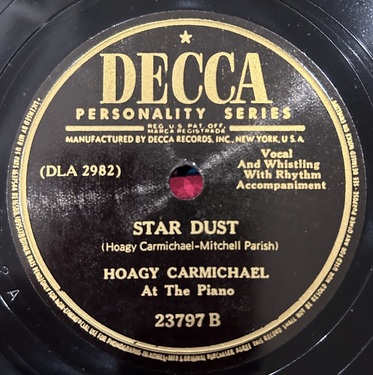 DECCA
PERSONALITY SERIES
REG. U.S. PAT. OFF.
MARCA REGISTRADA
MANUFACTURED BY DECCA RECORDS, INC., NEW YORK, U.S.A.
(DLA 2982)
Vocal
And Whistling
With Rhythm
Accompaniment
STAR DUST
(Hoagy Carmichael-Mitchell Parish)
HOAGY CARMICHAEL
At The Piano
23797 B